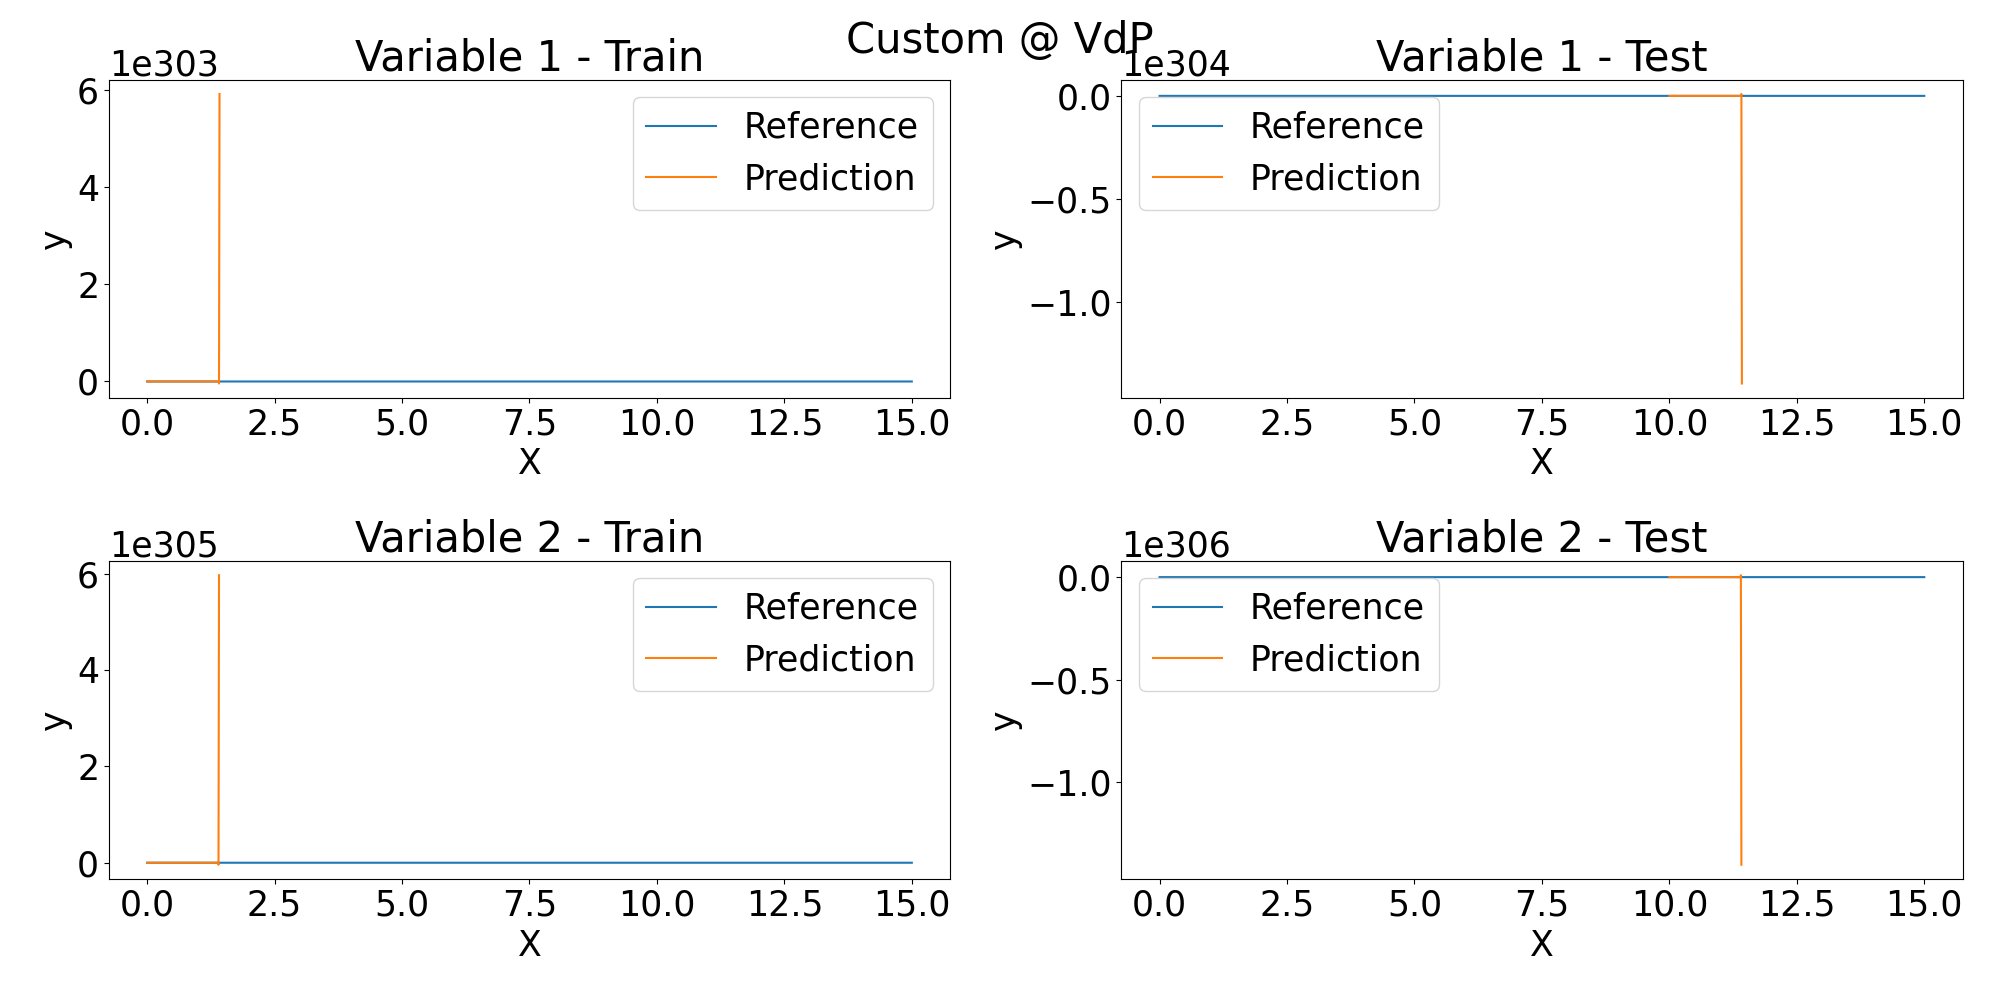 Custom @ VdP
Variable 1 - Train
1e303
6
4
2
0
y
Reference
Prediction
0.0 2.5 5.0 7.5 10.0 12.5 15.0
X
Variable 1 - Test
1e304
0.0
−0.5
−1.0
y
Reference
Prediction
0.0 2.5 5.0 7.5 10.0 12.5 15.0
X
Variable 2 - Train
1e305
6
4
2
0
y
Reference
Prediction
0.0 2.5 5.0 7.5 10.0 12.5 15.0
X
Variable 2 - Test
1e306
0.0
−0.5
−1.0
y
Reference
Prediction
0.0 2.5 5.0 7.5 10.0 12.5 15.0
X